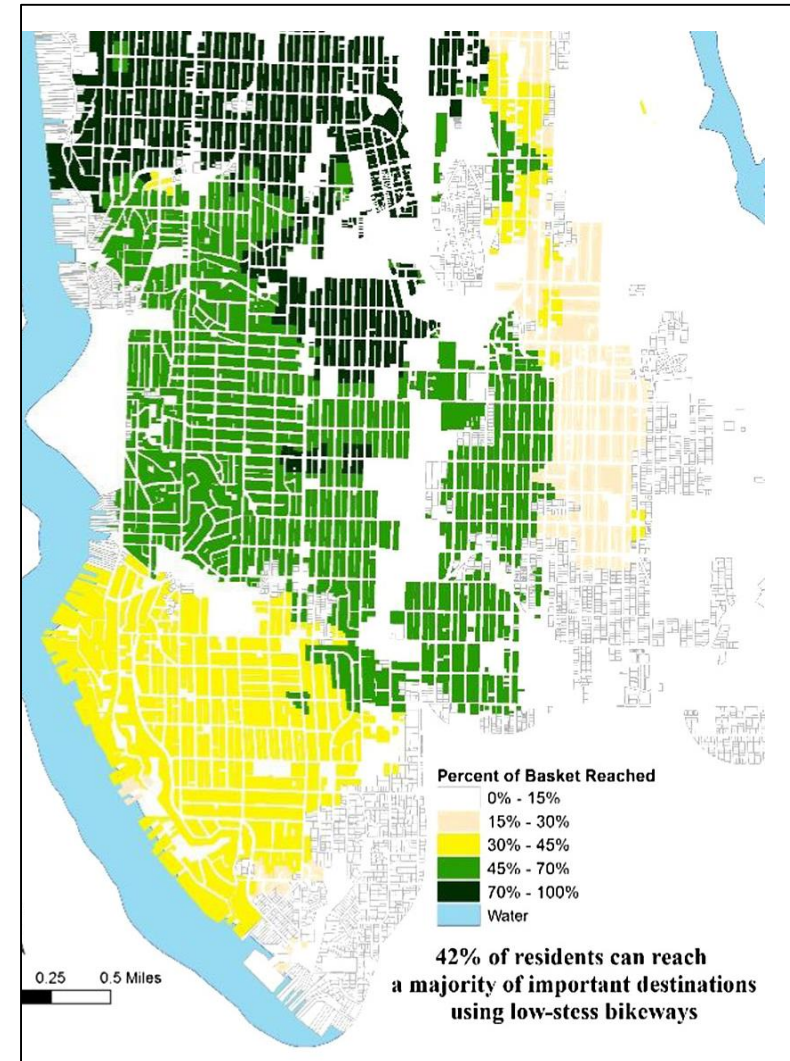 Percent of Basket Reached
0% - 15%
15% - 30%
30% - 45%
45% - 70%
70% - 100%
Water
42% of residents can reach
a majority of important destinations
using low-stess bikeways
0.25 0.5 Miles